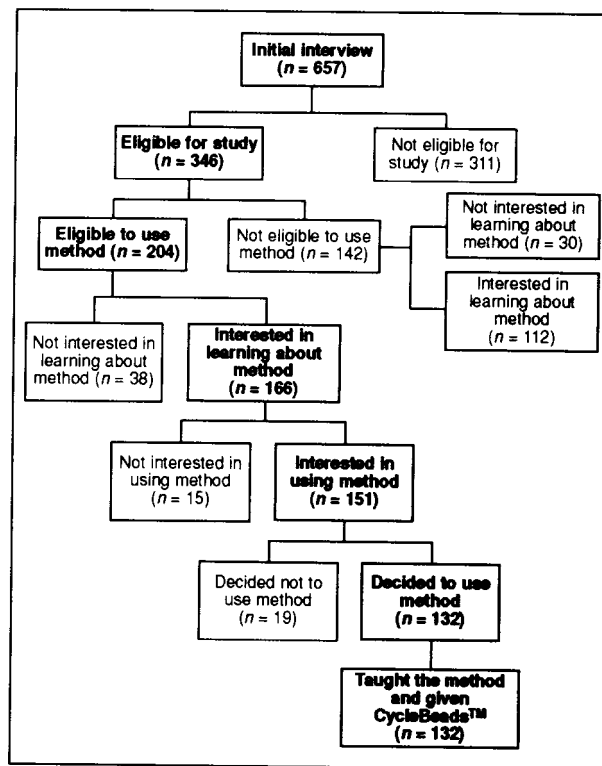 Initial interview
(n = 657)
Eligible for study
(n = 346)
Not eligible for
study (n = 311)
Eligible to use
method (n = 204)
Not eligible to use
method (n = 142)
Not interested in
learning about
method (n = 30)
Interested in
learning about
method
(n = 112)
Not interested in
learning about
method (n = 38)
Interested in
learning about
method
(n = 166)
Not interested in
using method
(n = 15)
Interested in
using method
(n = 151)
Decided not to
use method
(n = 19)
Decided to use
method
(n = 132)
Taught the method
and given
CycleBeads™
(n = 132)